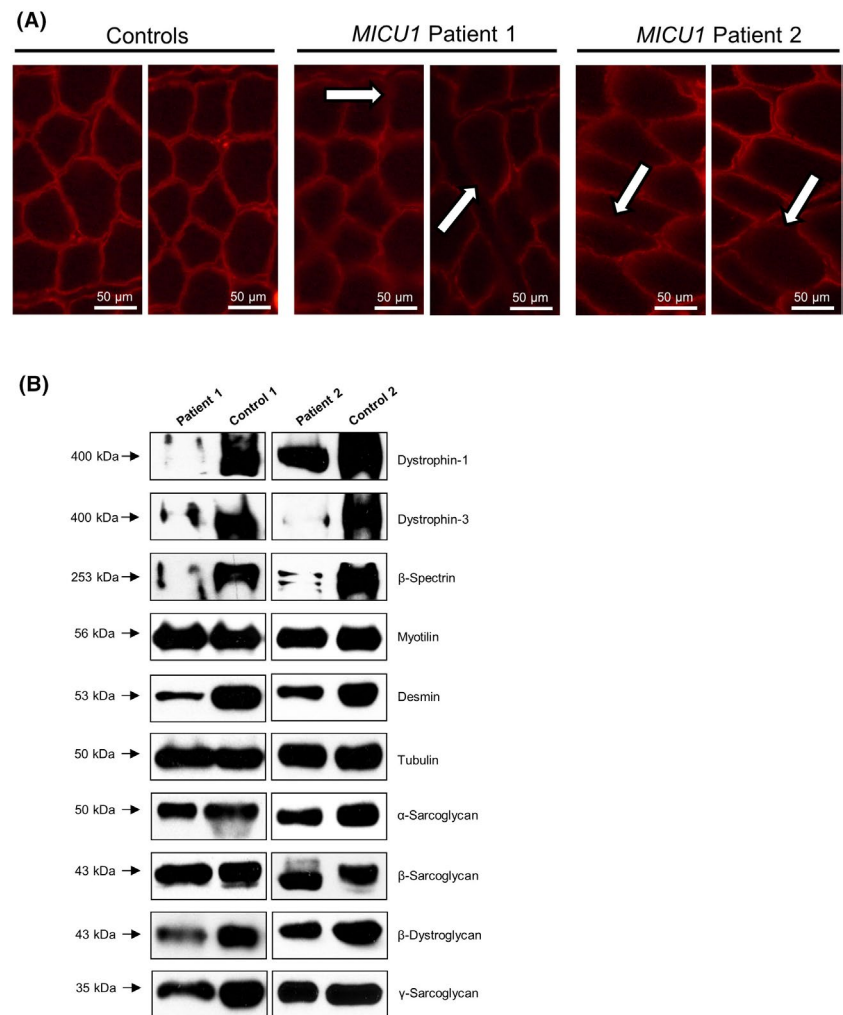 (A)
Controls MICU1 Patient 1 MICU1 Patient 2
50 µm 50 µm 50 µm 50 µm 50 µm 50 µm
(B)
Patient 1 Control 1 Patient 2 Control 2
400 kDa Dystrophin-1
400 kDa Dystrophin-3
253 kDa β-Spectrin
56 kDa Myotilin
53 kDa Desmin
50 kDa Tubulin
50 kDa α-Sarcoglycan
43 kDa β-Sarcoglycan
43 kDa β-Dystroglycan
35 kDa γ-Sarcoglycan